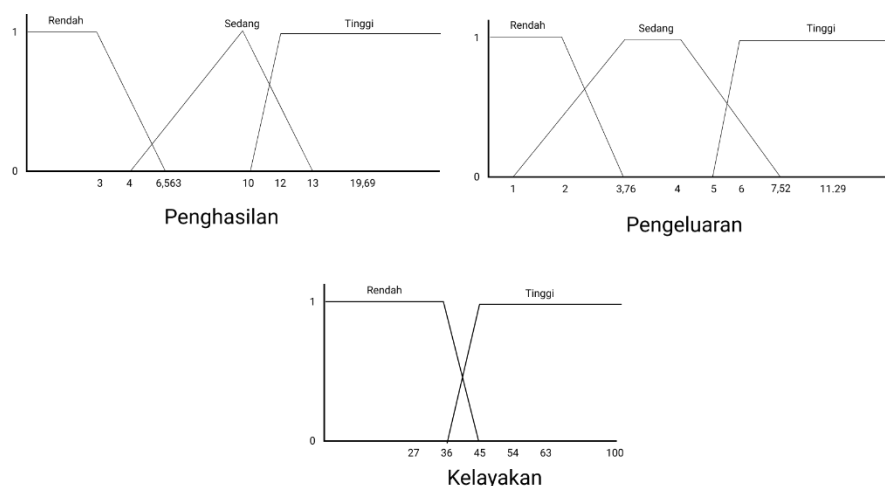 Rendah Sedang Tinggi
1
0
3 4 6,563 10 12 13 19,69
Penghasilan
Rendah Sedang Tinggi
1
0
1 2 3,76 4 5 6 7,52 11.29
Pengeluaran
Rendah Tinggi
1
0
27 36 45 54 63 100
Kelayakan